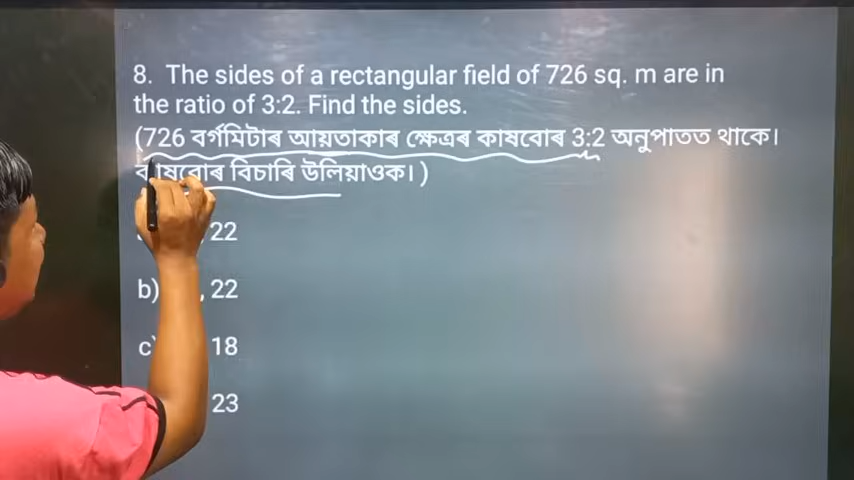 8. The sides of a rectangular field of 726 sq. m are in
the ratio of 3:2. Find the sides.
(726 বৰ্গমিটাৰ আয়তাকাৰ ক্ষেত্ৰৰ কাষবোৰ 3:2 অনুপাতত থাকে।
কাষবোৰ বিচাৰি উলিয়াওক।)
22
b) , 22
c) 18
23